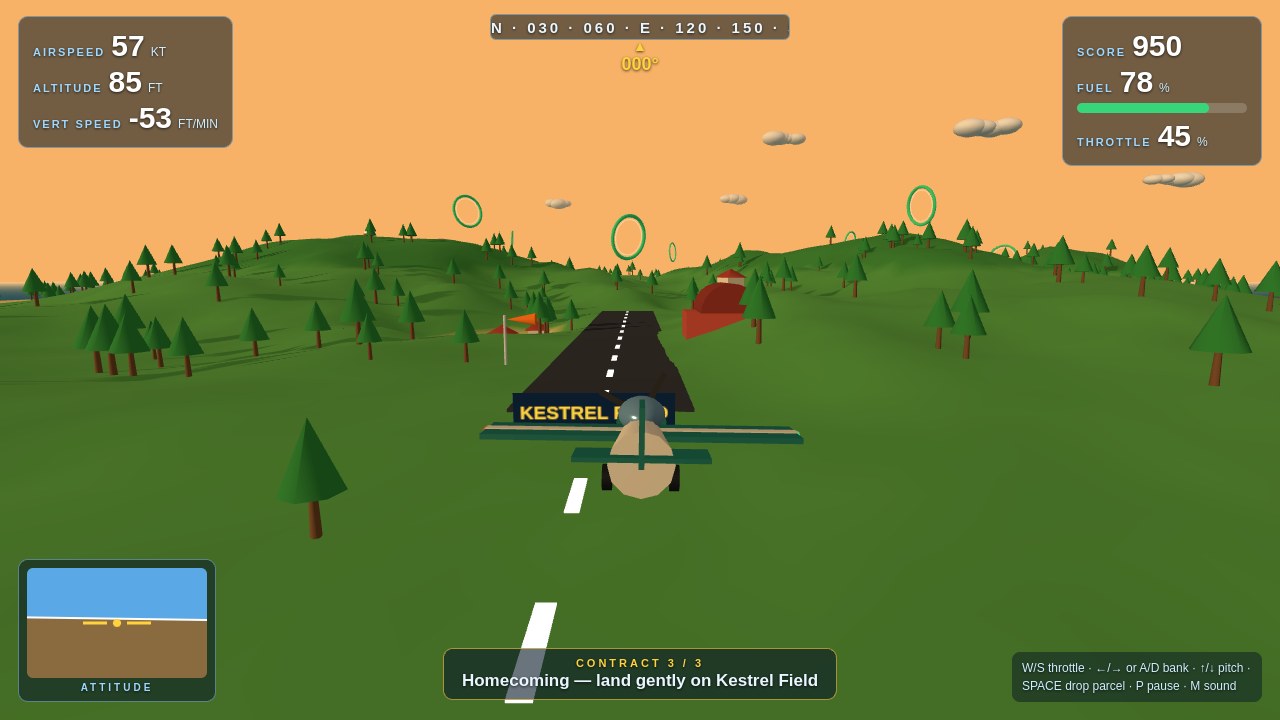 AIRSPEED 57 KT
ALTITUDE 85 FT
VERT SPEED -53 FT/MIN
N · 030 · 060 · E · 120 · 150 ·
000°
SCORE 950
FUEL 78 %
THROTTLE 45 %
KESTREL
ATTITUDE
CONTRACT 3 / 3
Homecoming — land gently on Kestrel Field
W/S throttle · ←/→ or A/D bank · ↑/↓ pitch ·
SPACE drop parcel · P pause · M sound